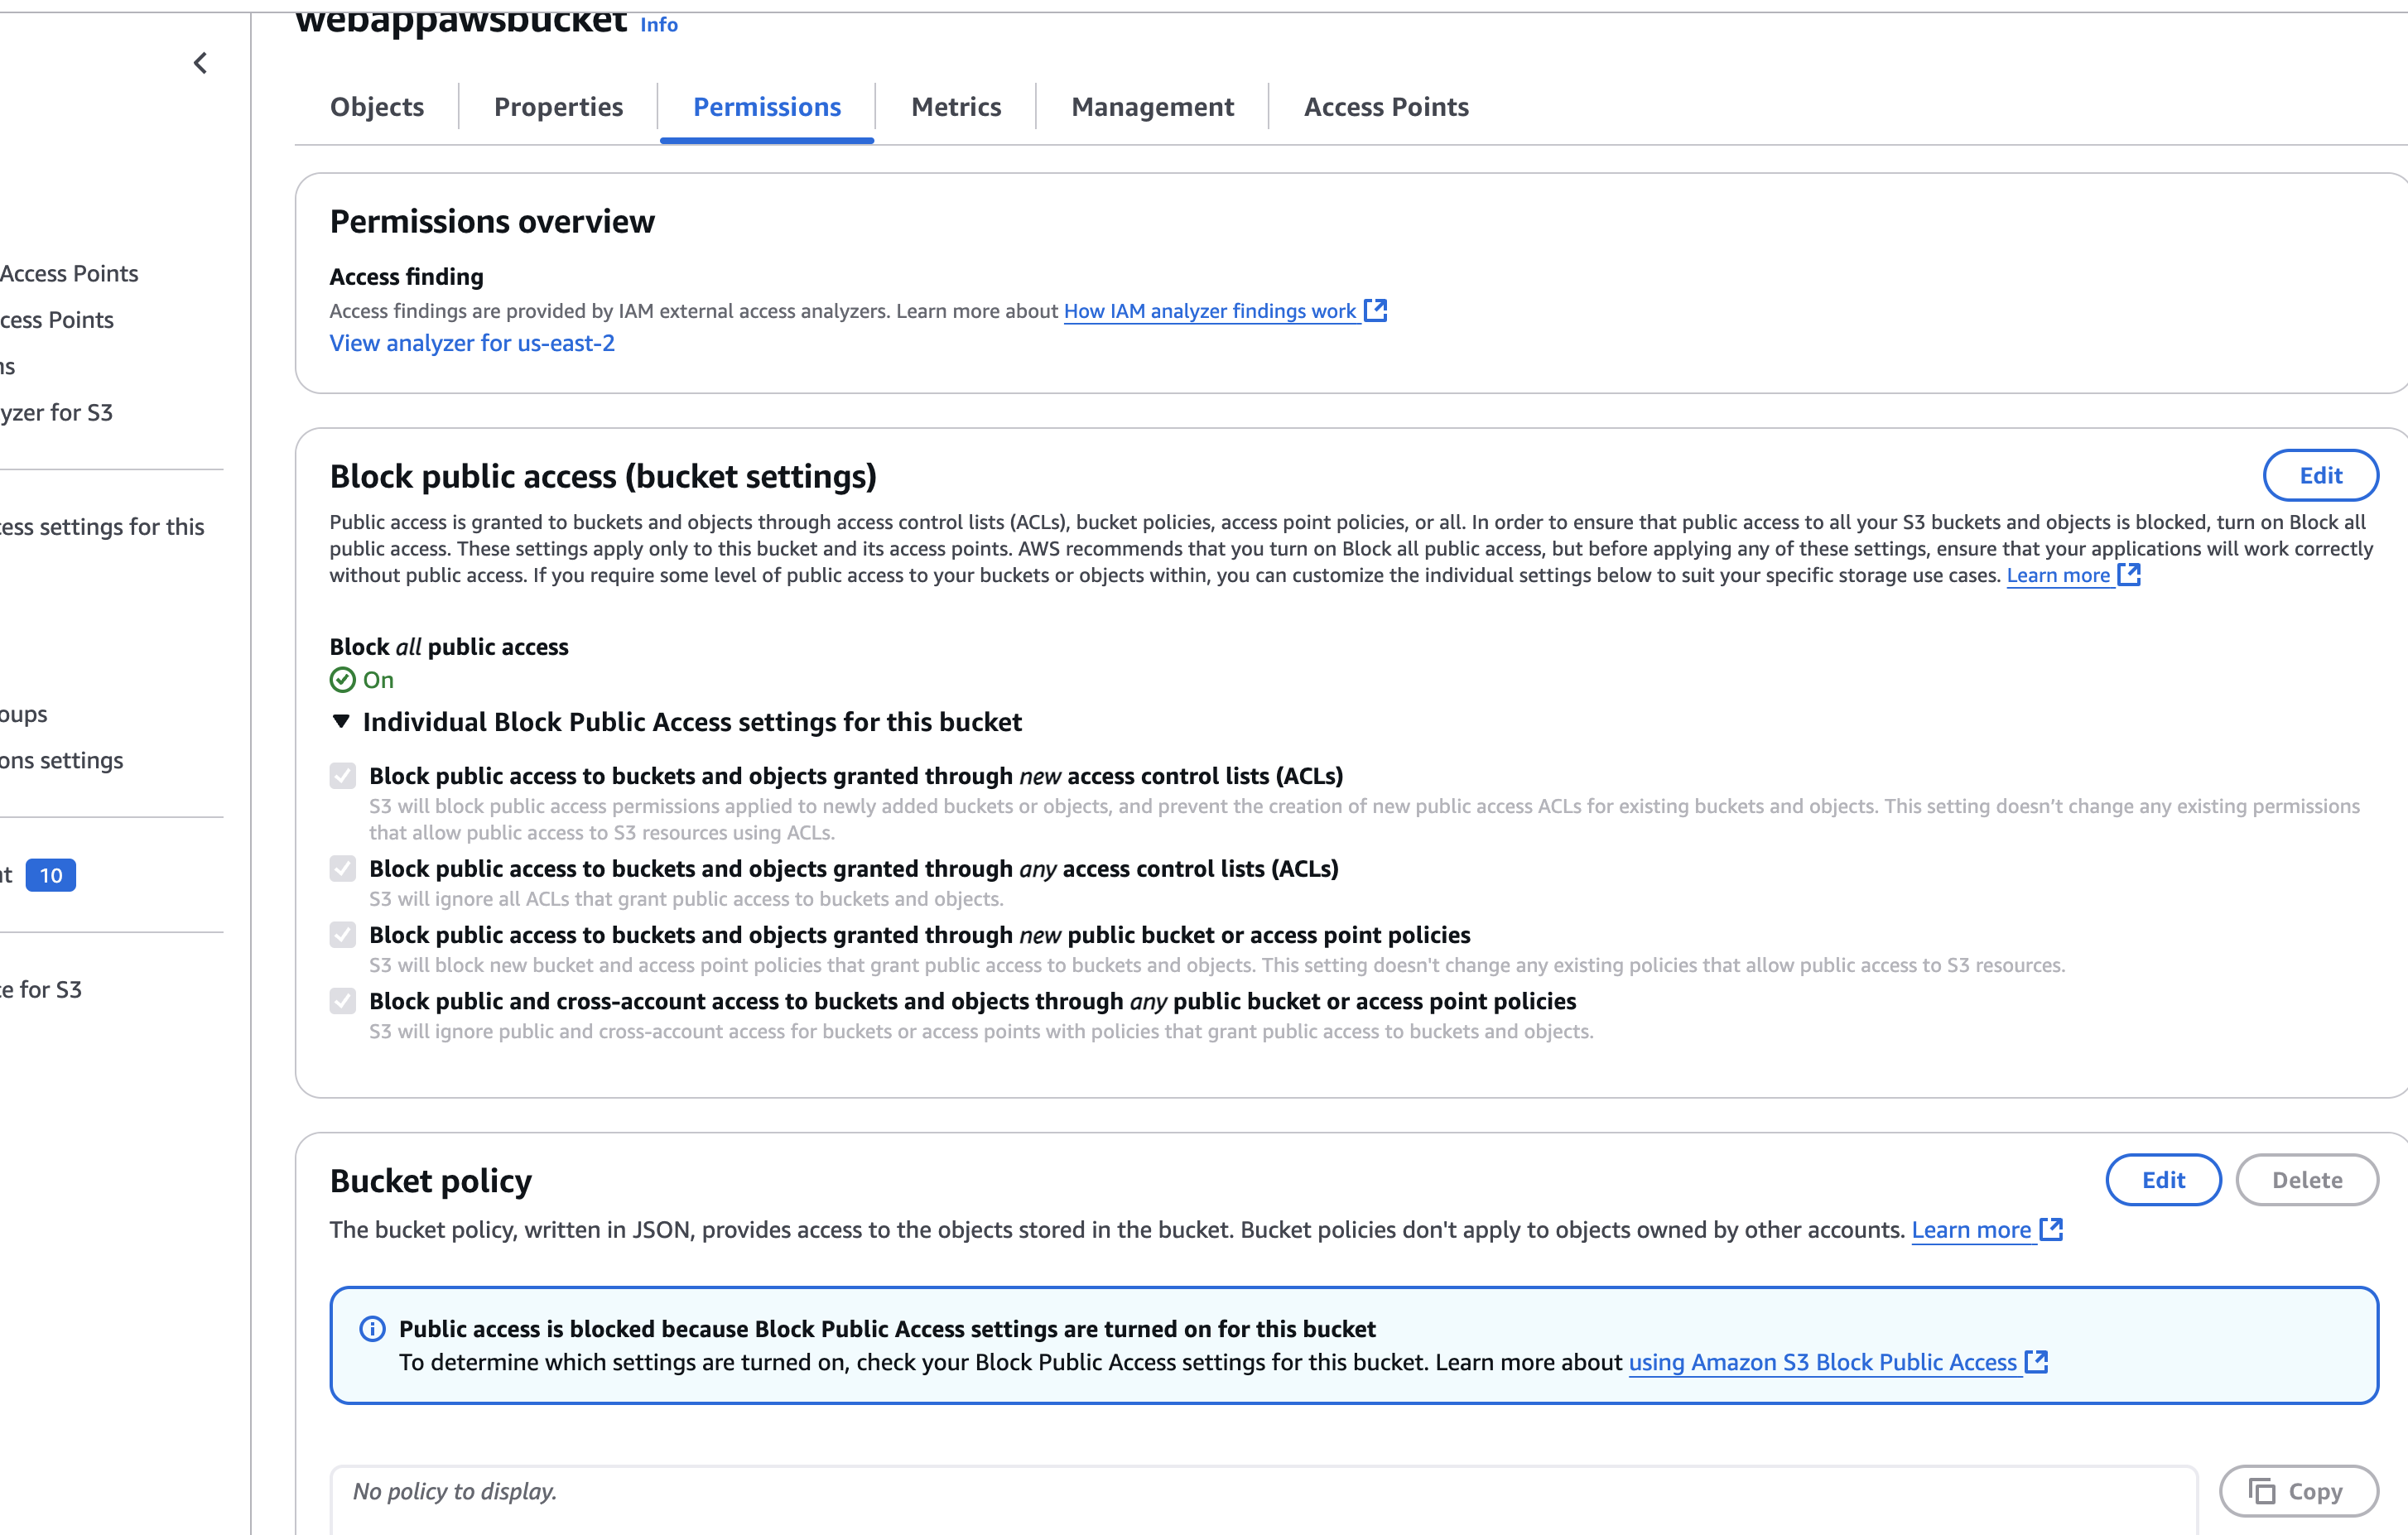 webappawsbucket Info
Objects
Properties
Permissions
Metrics
Management
Access Points
Access Points
cess Points
ns
yzer for S3
ess settings for this
oups
ons settings
nt 10
e for S3
Permissions overview
Access finding
Access findings are provided by IAM external access analyzers. Learn more about How IAM analyzer findings work
View analyzer for us-east-2
Block public access (bucket settings)
Edit
Public access is granted to buckets and objects through access control lists (ACLs), bucket policies, access point policies, or all. In order to ensure that public access to all your S3 buckets and objects is blocked, turn on Block all
public access. These settings apply only to this bucket and its access points. AWS recommends that you turn on Block all public access, but before applying any of these settings, ensure that your applications will work correctly
without public access. If you require some level of public access to your buckets or objects within, you can customize the individual settings below to suit your specific storage use cases. Learn more
Block all public access
On
Individual Block Public Access settings for this bucket
Block public access to buckets and objects granted through new access control lists (ACLs)
S3 will block public access permissions applied to newly added buckets or objects, and prevent the creation of new public access ACLs for existing buckets and objects. This setting doesn’t change any existing permissions
that allow public access to S3 resources using ACLs.
Block public access to buckets and objects granted through any access control lists (ACLs)
S3 will ignore all ACLs that grant public access to buckets and objects.
Block public access to buckets and objects granted through new public bucket or access point policies
S3 will block new bucket and access point policies that grant public access to buckets and objects. This setting doesn't change any existing policies that allow public access to S3 resources.
Block public and cross-account access to buckets and objects through any public bucket or access point policies
S3 will ignore public and cross-account access for buckets or access points with policies that grant public access to buckets and objects.
Bucket policy
Edit
Delete
The bucket policy, written in JSON, provides access to the objects stored in the bucket. Bucket policies don't apply to objects owned by other accounts. Learn more
Public access is blocked because Block Public Access settings are turned on for this bucket
To determine which settings are turned on, check your Block Public Access settings for this bucket. Learn more about using Amazon S3 Block Public Access
No policy to display.
Copy